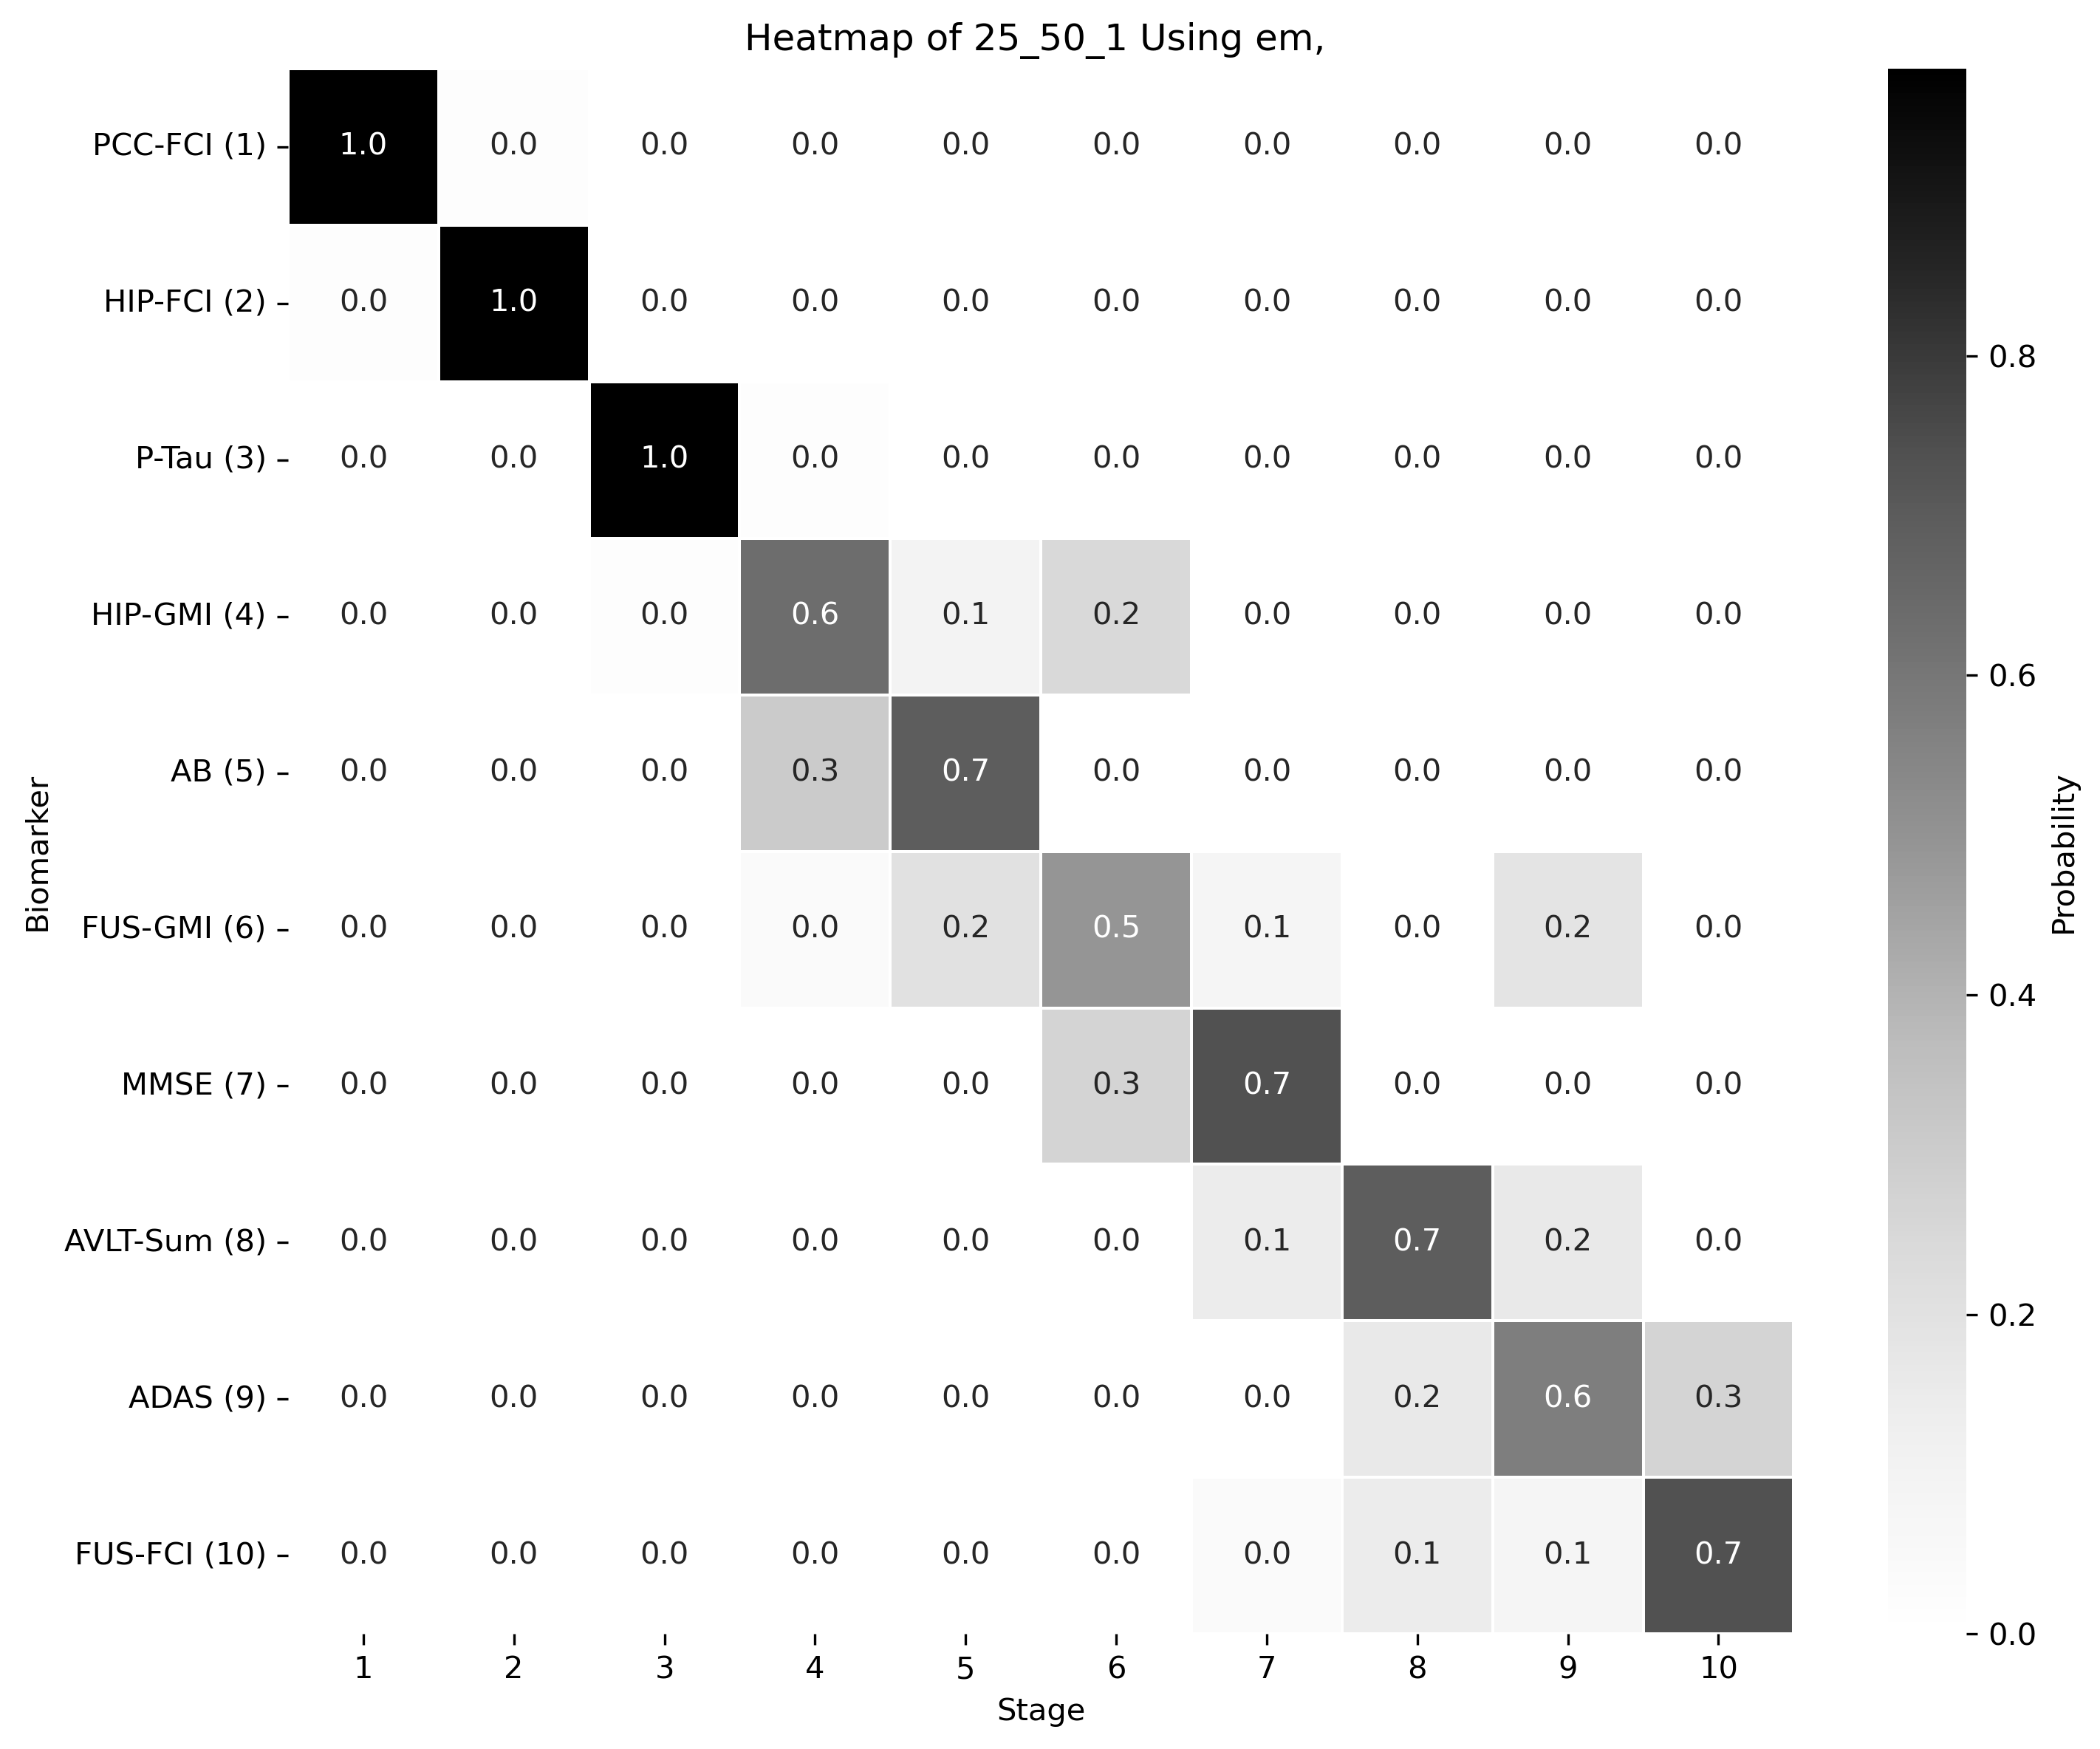 Heatmap of 25_50_1 Using em,
PCC-FCI (1) 1.0 0.0 0.0 0.0 0.0 0.0 0.0 0.0 0.0 0.0
HIP-FCI (2) 0.0 1.0 0.0 0.0 0.0 0.0 0.0 0.0 0.0 0.0
P-Tau (3) 0.0 0.0 1.0 0.0 0.0 0.0 0.0 0.0 0.0 0.0
HIP-GMI (4) 0.0 0.0 0.0 0.6 0.1 0.2 0.0 0.0 0.0 0.0
AB (5) 0.0 0.0 0.0 0.3 0.7 0.0 0.0 0.0 0.0 0.0
FUS-GMI (6) 0.0 0.0 0.0 0.0 0.2 0.5 0.1 0.0 0.2 0.0
MMSE (7) 0.0 0.0 0.0 0.0 0.0 0.3 0.7 0.0 0.0 0.0
AVLT-Sum (8) 0.0 0.0 0.0 0.0 0.0 0.0 0.1 0.7 0.2 0.0
ADAS (9) 0.0 0.0 0.0 0.0 0.0 0.0 0.0 0.2 0.6 0.3
FUS-FCI (10) 0.0 0.0 0.0 0.0 0.0 0.0 0.0 0.1 0.1 0.7
1 2 3 4 5 6 7 8 9 10
Stage
Biomarker
0.8
0.6
0.4
0.2
0.0
Probability